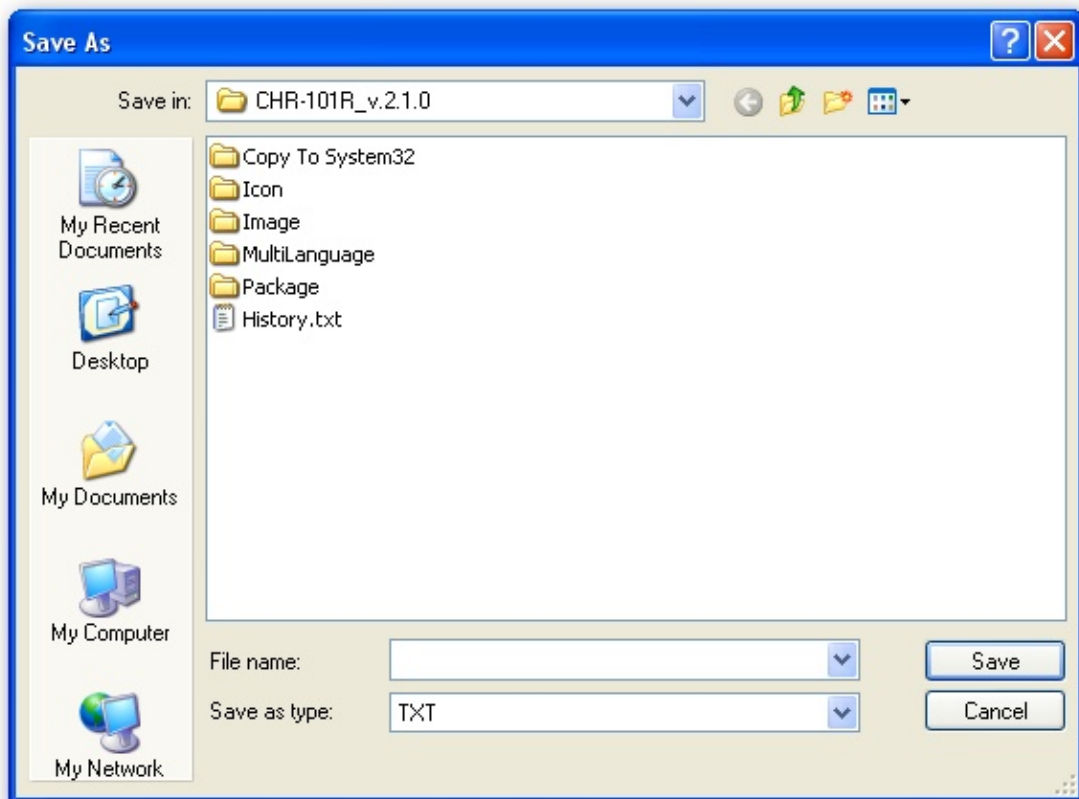 Save As
Save in:
CHR-101R_v.2.1.0
My Recent
Documents
Desktop
My Documents
My Computer
My Network
Copy To System32
Icon
Image
MultiLanguage
Package
History.txt
File name:
Save
Save as type:
TXT
Cancel